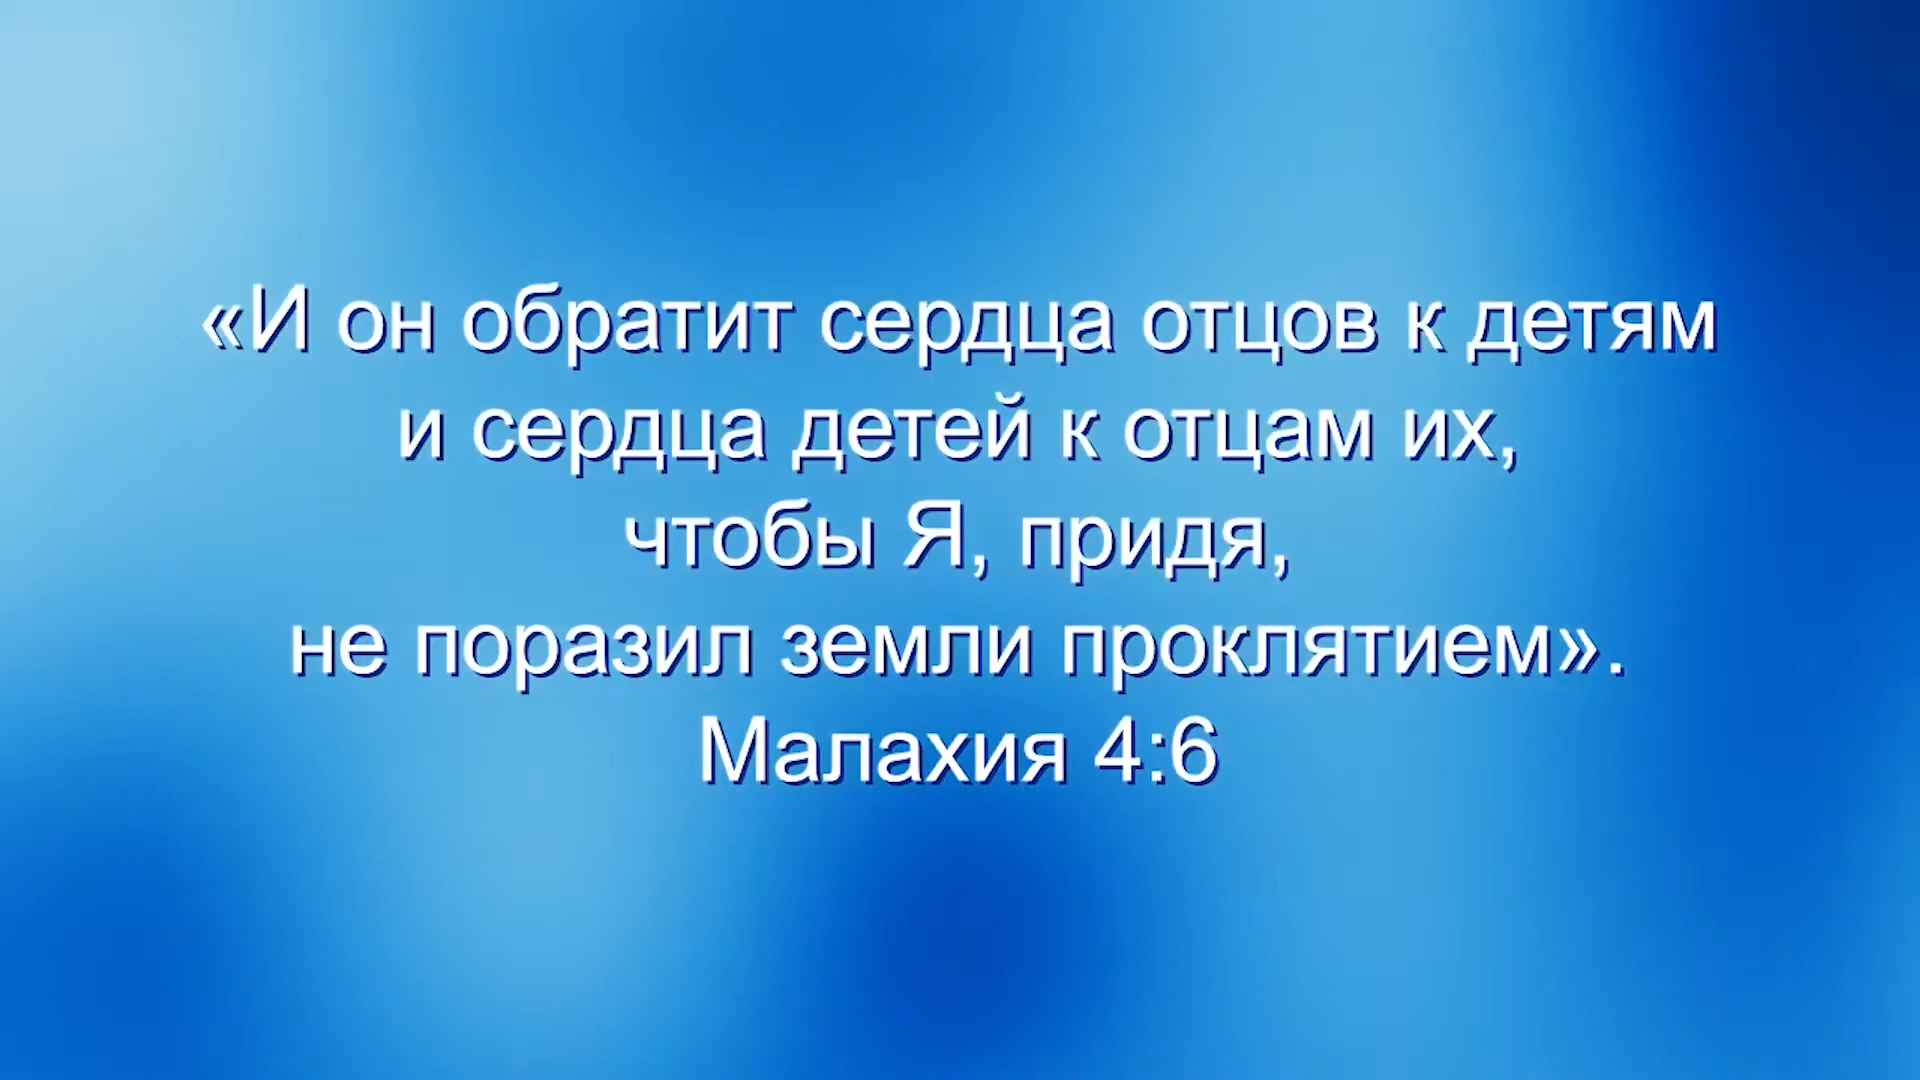 «И он обратит сердца отцов к детям
и сердца детей к отцам их,
чтобы Я, придя,
не поразил земли проклятием».
Малахия 4:6